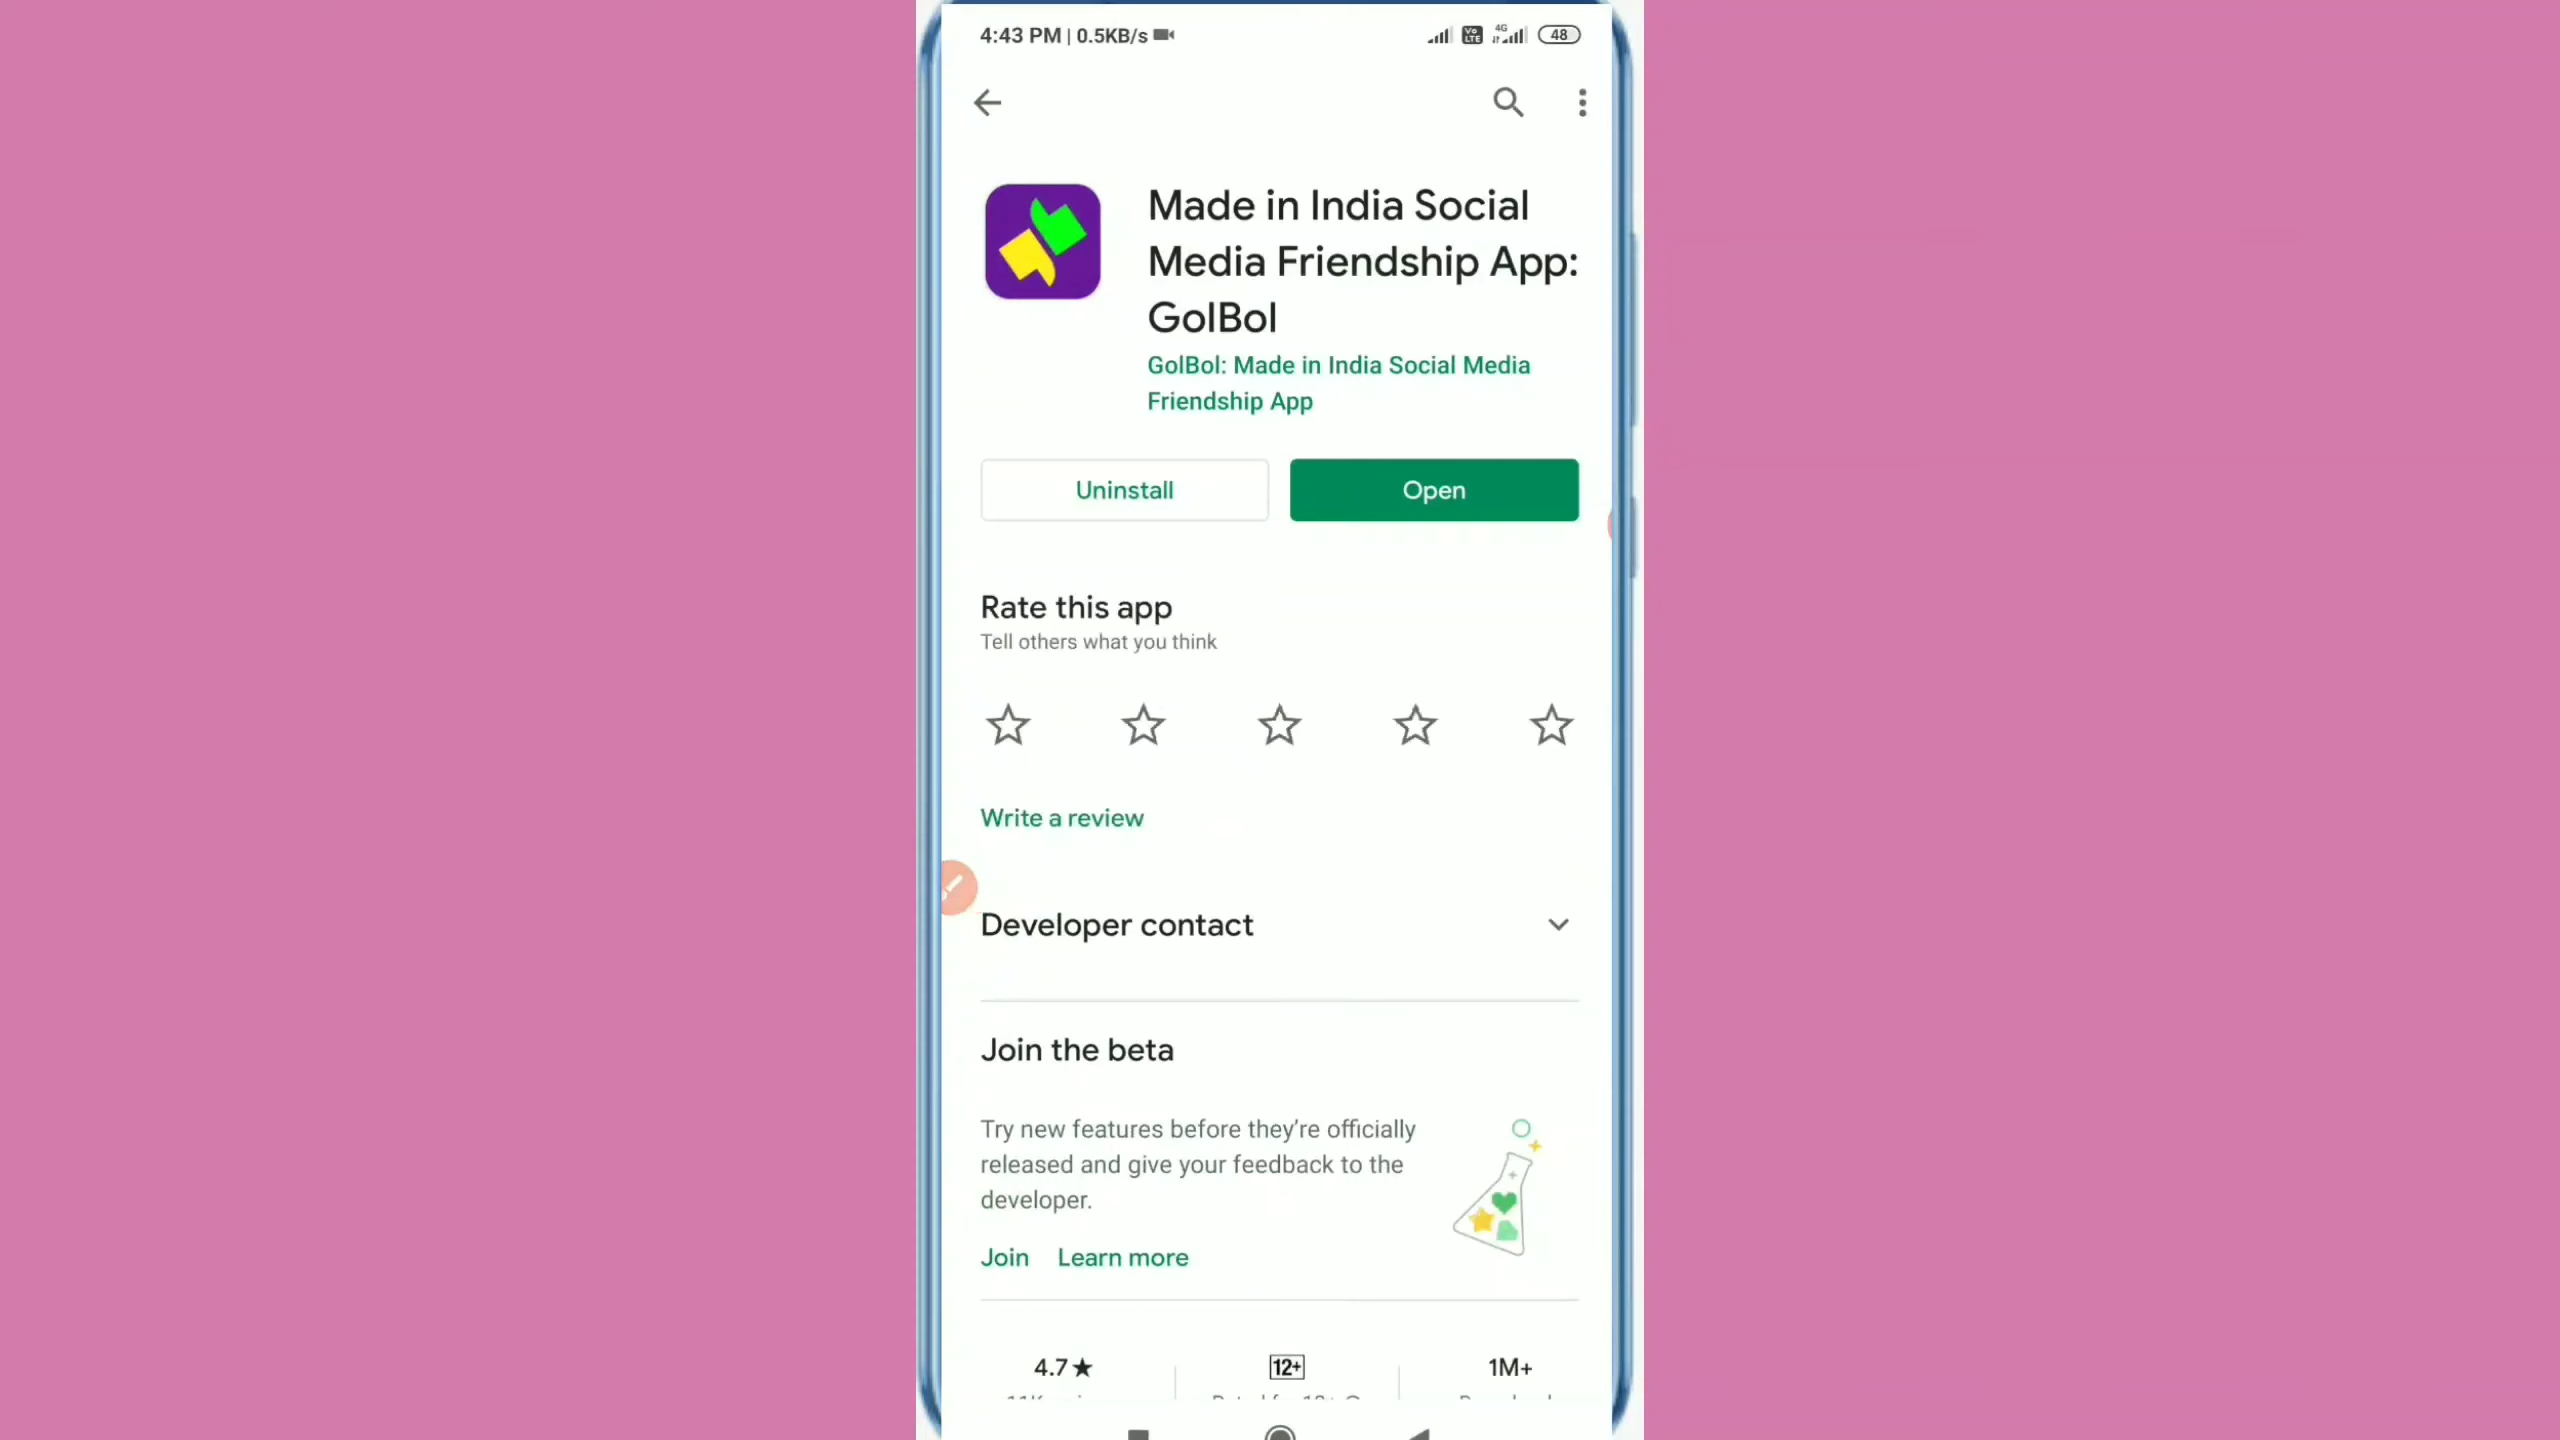 4:43 PM | 0.5KB/s
Vo LTE 4G 48
Made in India Social
Media Friendship App:
GolBol
GolBol: Made in India Social Media
Friendship App
Uninstall Open
Rate this app
Tell others what you think
Write a review
Developer contact
Join the beta
Try new features before they're officially
released and give your feedback to the
developer.
Join Learn more
4.7★ 12+ 1M+